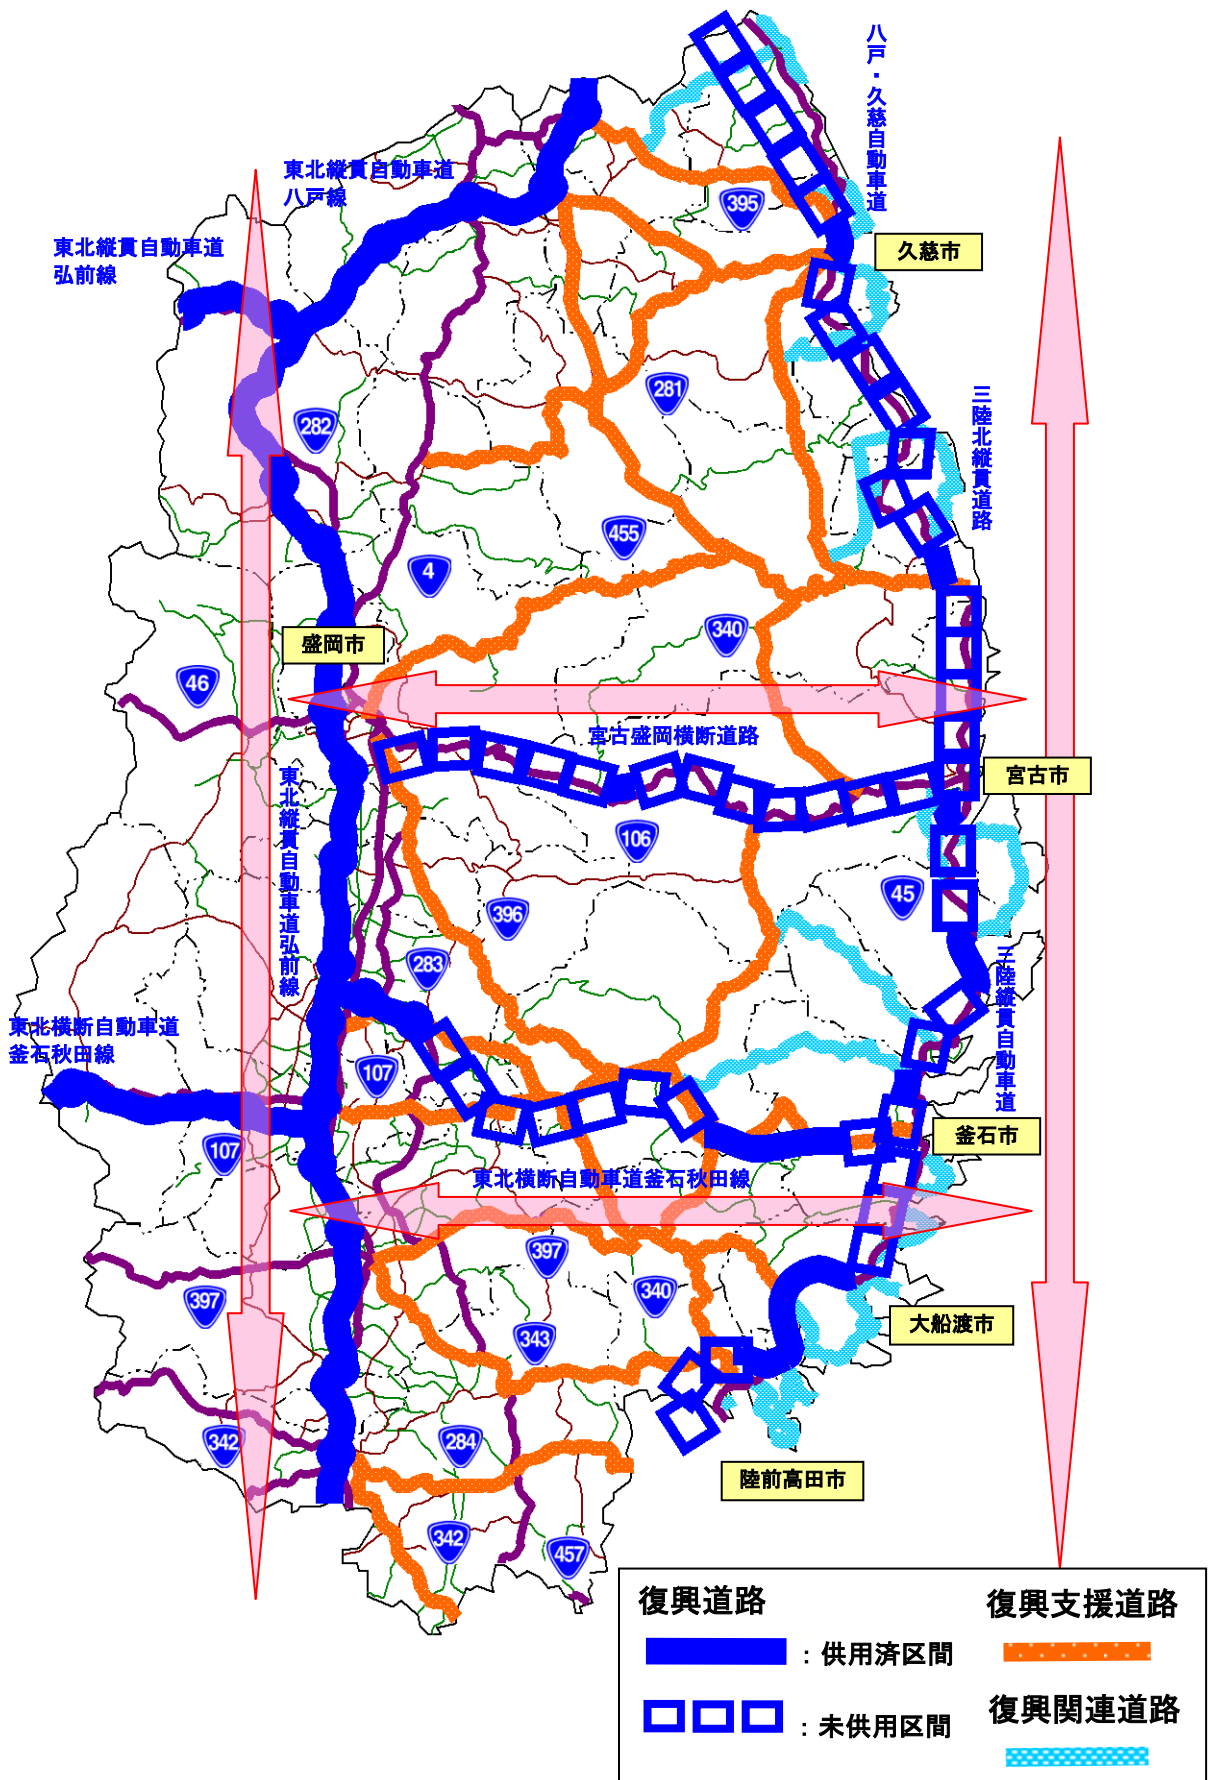 八戸・久慈自動車道
東北縦貫自動車道
八戸線
395
東北縦貫自動車道
弘前線
久慈市
281
282
三陸北縦貫道路
455
4
340
盛岡市
46
宮古盛岡横断道路
宮古市
東北縦貫自動車道弘前線
106
45
396
283
三陸縦貫自動車道
東北横断自動車道
釜石秋田線
107
釜石市
107
東北横断自動車道釜石秋田線
397
340
397
大船渡市
343
342
284
陸前高田市
342
457
復興道路
復興支援道路
：供用済区間
復興関連道路
：未供用区間